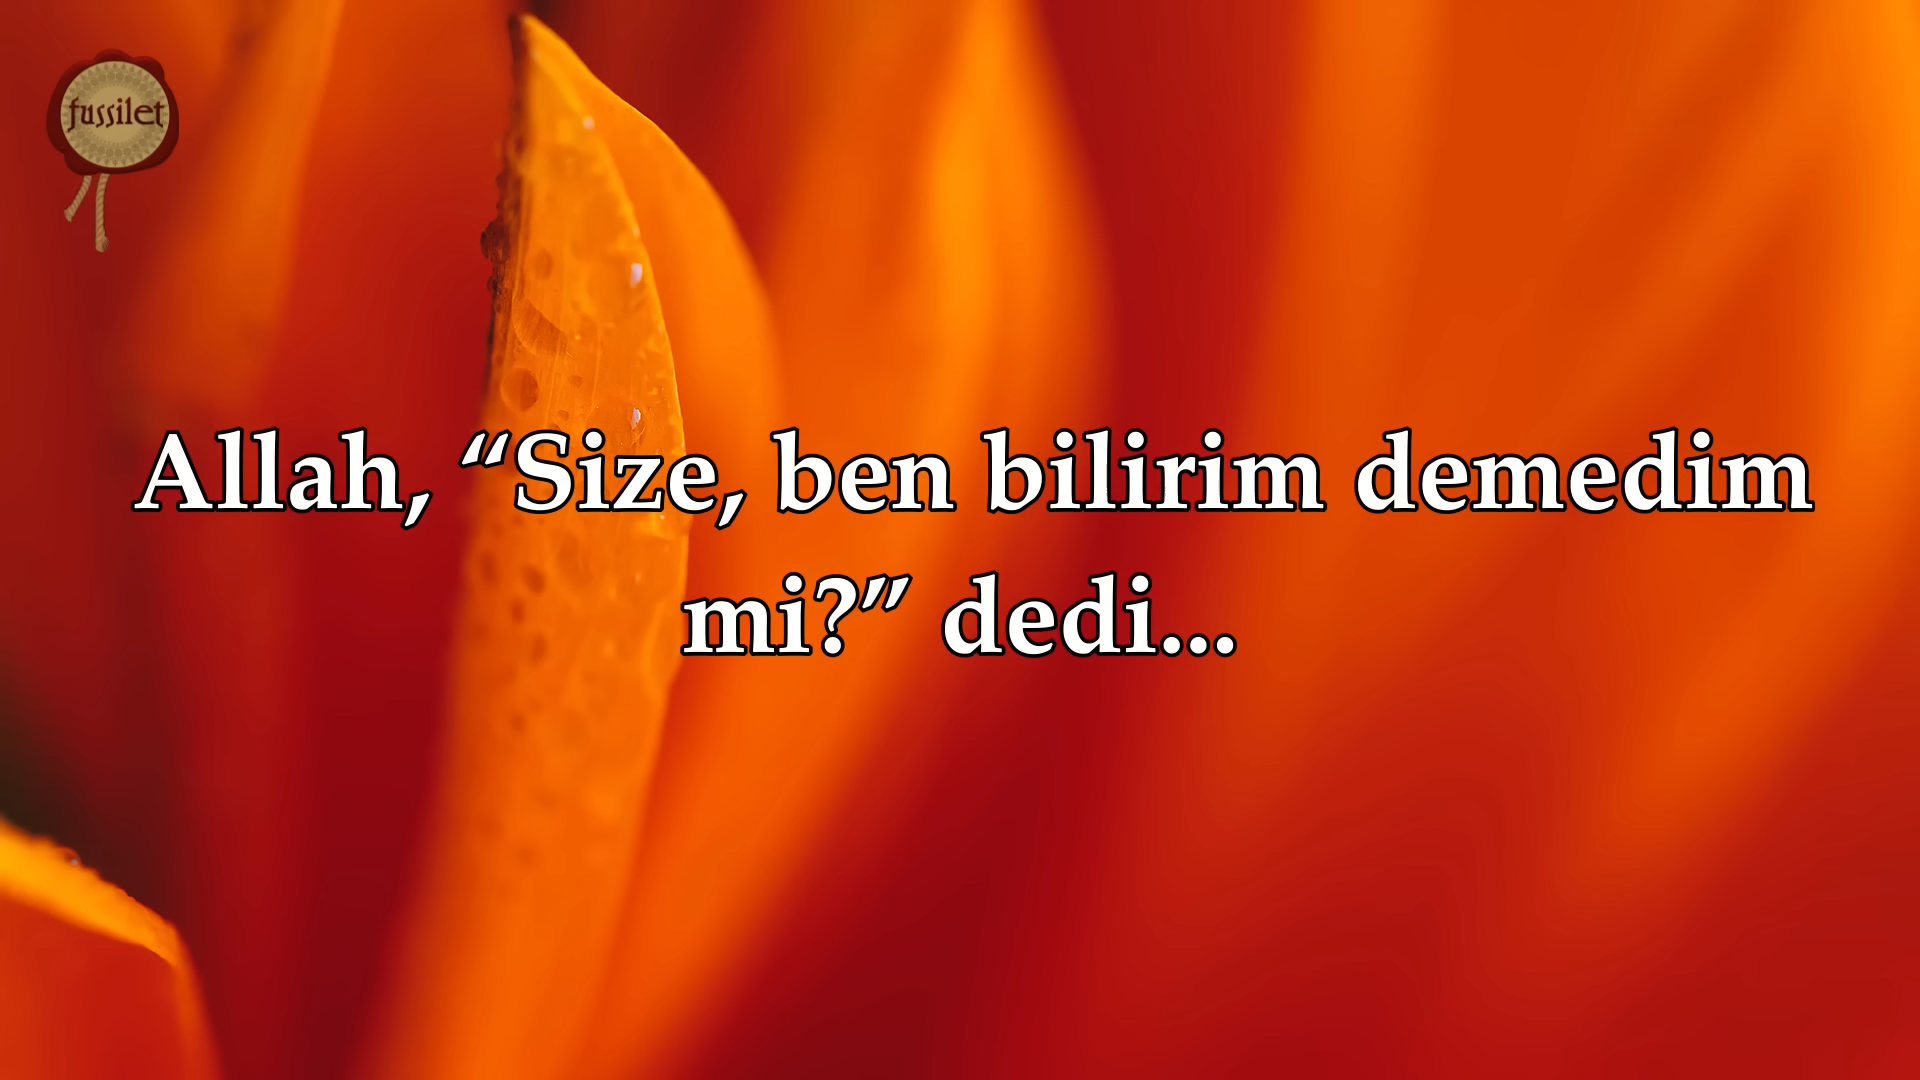 fussilet
Allah, “Size, ben bilirim demedim
mi?” dedi...